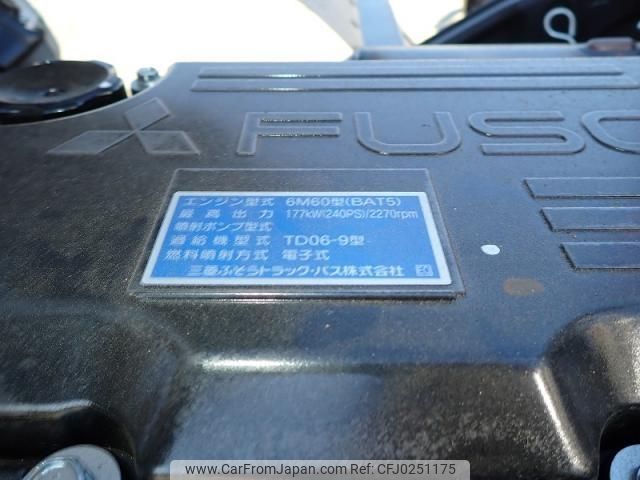 FUSO
エンジン型式 6M60型(BAT5)
最高出力 177kW(240PS)/2270rpm
噴射ポンプ型式
過給機型式 TD06-9型
燃料噴射方式 電子式
三菱ふそうトラック・バス株式会社
www.carfromjapan.com REF: CFJ0251175